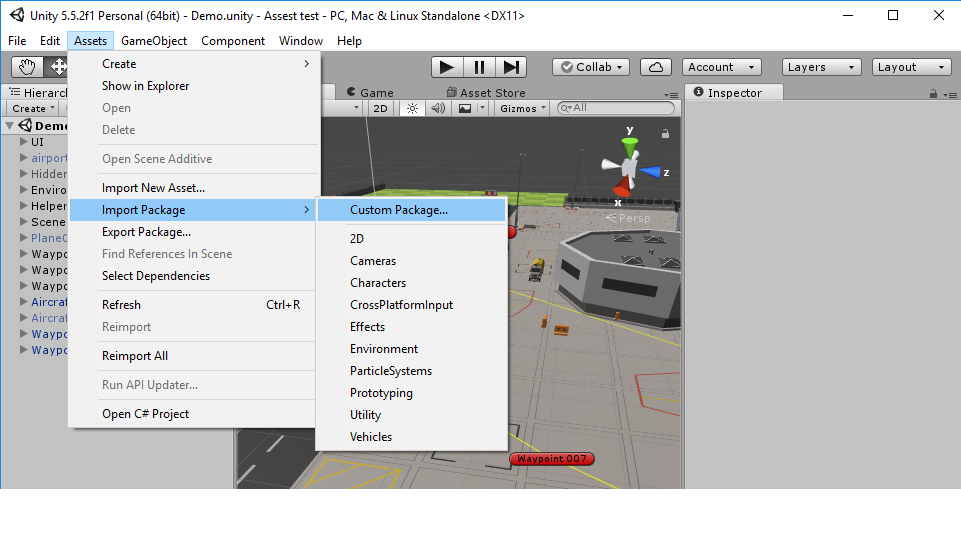 Unity 5.5.2f1 Personal (64bit) - Demo.unity - Assest test - PC, Mac & Linux Standalone <DX11>
File Edit Assets GameObject Component Window Help
Collab Account Layers Layout
Hierarch Game Asset Store Inspector
Create 2D Gizmos All
Demo
UI
airport
Hidden
Enviro
Helper
Scene
Waypo
Waypo
Waypo
Aircraf
Aircraf
Waypo
Waypo
Create
Show in Explorer
Open
Delete
Open Scene Additive
Import New Asset...
Import Package
Export Package...
Find References In Scene
Select Dependencies
Refresh Ctrl+R
Reimport
Reimport All
Run API Updater...
Open C# Project
Custom Package...
2D
Cameras
Characters
CrossPlatformInput
Effects
Environment
ParticleSystems
Prototyping
Utility
Vehicles
y
z
x
Persp
Waypoint 007